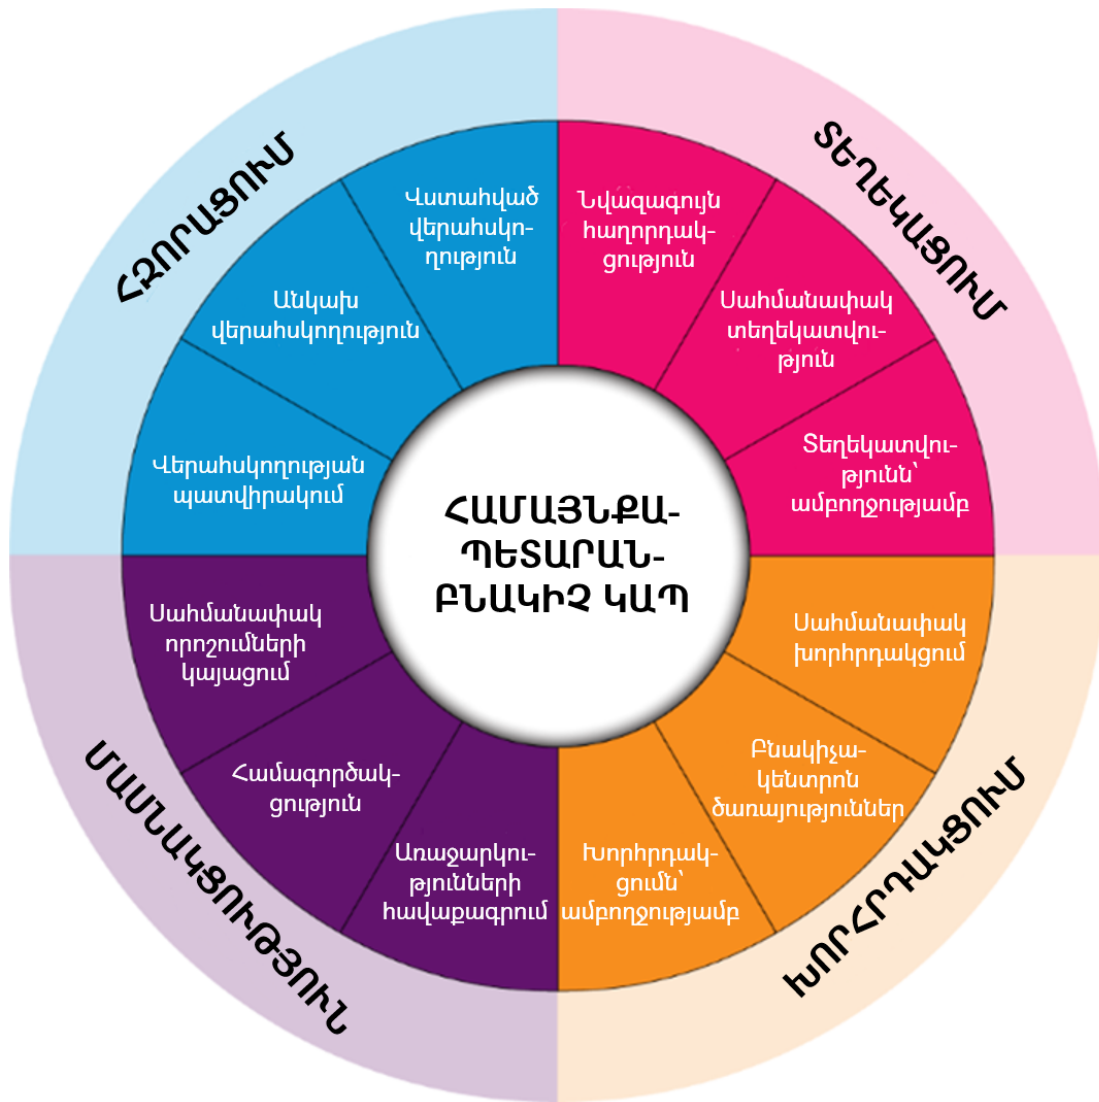 ՀԶՈՐԱՑՈՒՄ
ՏԵՂԵԿԱՑՈՒՄ
Վստահված
վերահսկո-
ղություն
Նվազագույն
հաղորդակ-
ցություն
Անկախ
վերահսկողություն
Սահմանափակ
տեղեկատվու-
թյուն
Վերահսկողության
պատվիրակում
Տեղեկատվու-
թյունն՝
ամբողջությամբ
ՀԱՄԱՅՆՔԱ-
ՊԵՏԱՐԱՆ-
ԲՆԱԿԻՉ ԿԱՊ
Սահմանափակ
որոշումների
կայացում
Սահմանափակ
խորհրդակցում
Համագործակ-
ցություն
Բնակիչա-
կենտրոն
ծառայություններ
Առաջարկու-
թյունների
հավաքագրում
Խորհրդակ-
ցումն՝
ամբողջությամբ
ՄԱՍՆԱԿՑՈՒԹՅՈՒՆ
ԽՈՐՀՐԴԱԿՑՈՒՄ